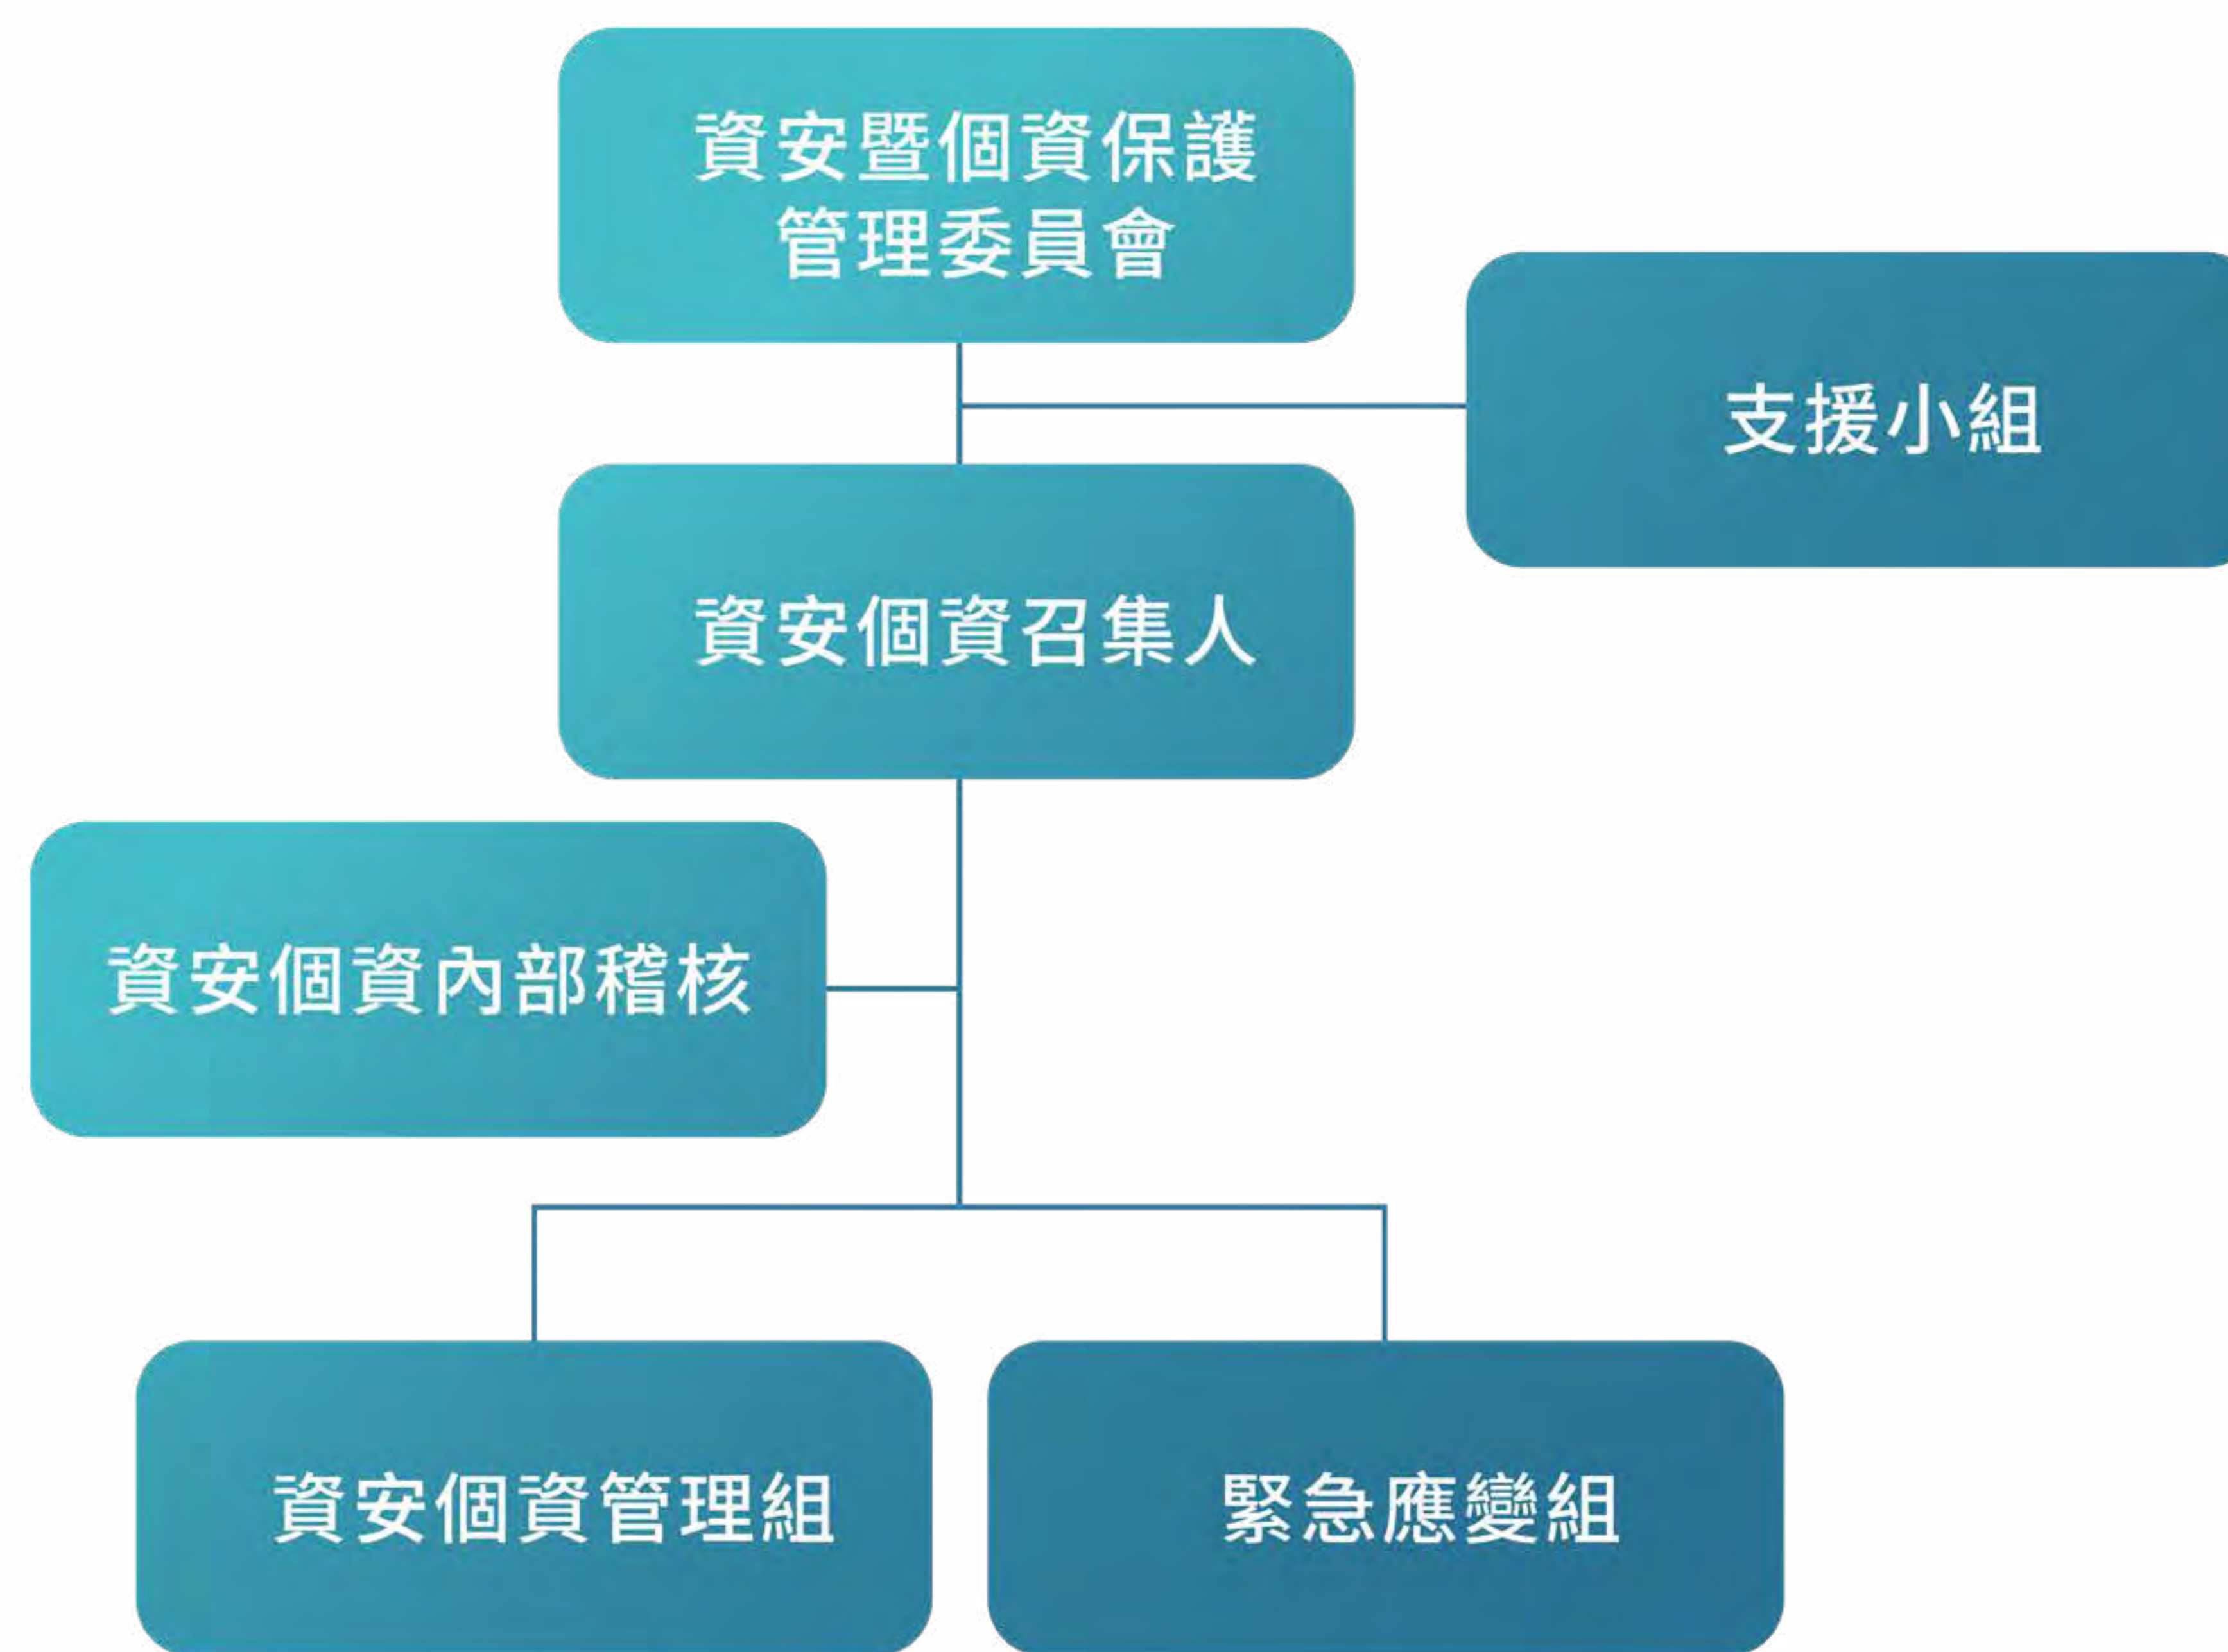 資安暨個資保護
管理委員會
支援小組
資安個資召集人
資安個資內部稽核
資安個資管理組
緊急應變組